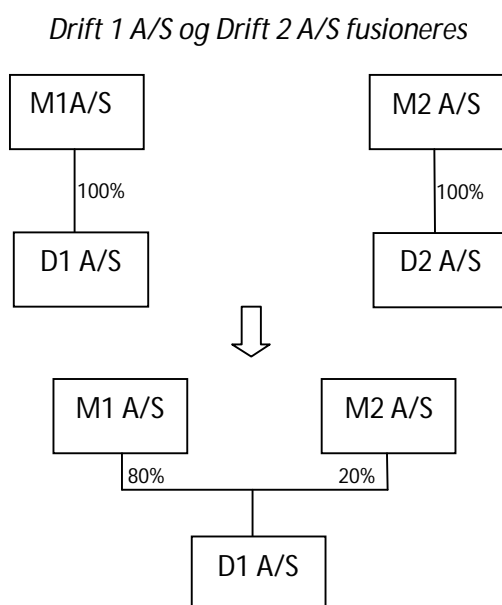 Drift 1 A/S og Drift 2 A/S fusioneres
M1A/S
M2 A/S
100%
100%
D1 A/S
D2 A/S
M1 A/S
M2 A/S
80%
20%
D1 A/S